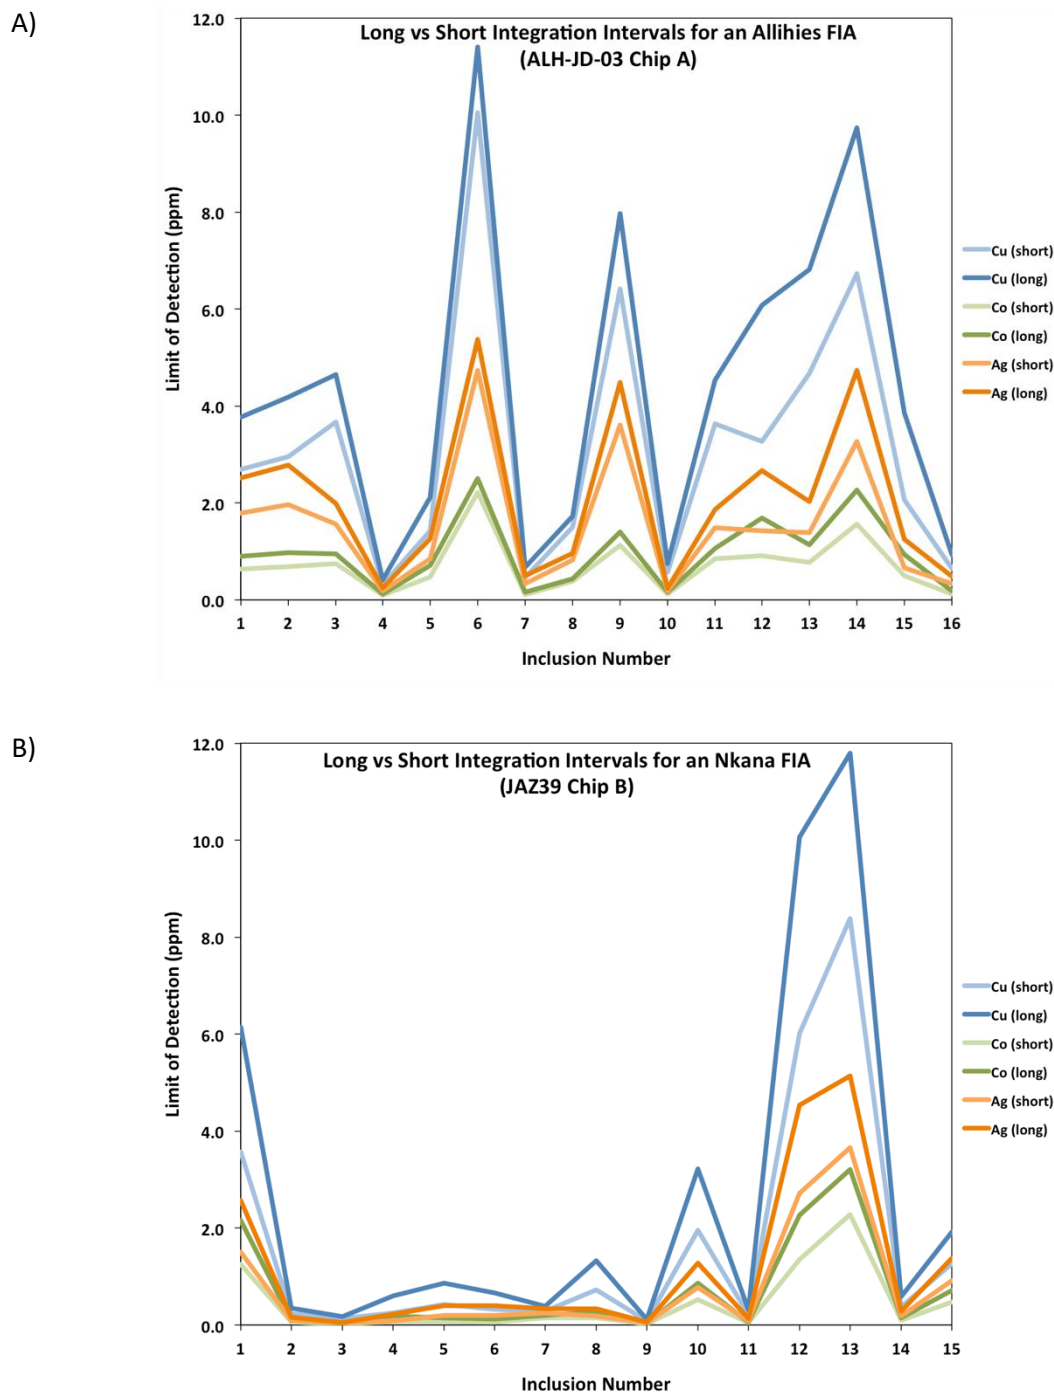 A)
Long vs Short Integration Intervals for an Allihies FIA
(ALH-JD-03 Chip A)
12.0
10.0
8.0
6.0
4.0
2.0
0.0
Limit of Detection (ppm)
1 2 3 4 5 6 7 8 9 10 11 12 13 14 15 16
Inclusion Number
Cu (short)
Cu (long)
Co (short)
Co (long)
Ag (short)
Ag (long)
B)
Long vs Short Integration Intervals for an Nkana FIA
(JAZ39 Chip B)
12.0
10.0
8.0
6.0
4.0
2.0
0.0
Limit of Detection (ppm)
1 2 3 4 5 6 7 8 9 10 11 12 13 14 15
Inclusion Number
Cu (short)
Cu (long)
Co (short)
Co (long)
Ag (short)
Ag (long)